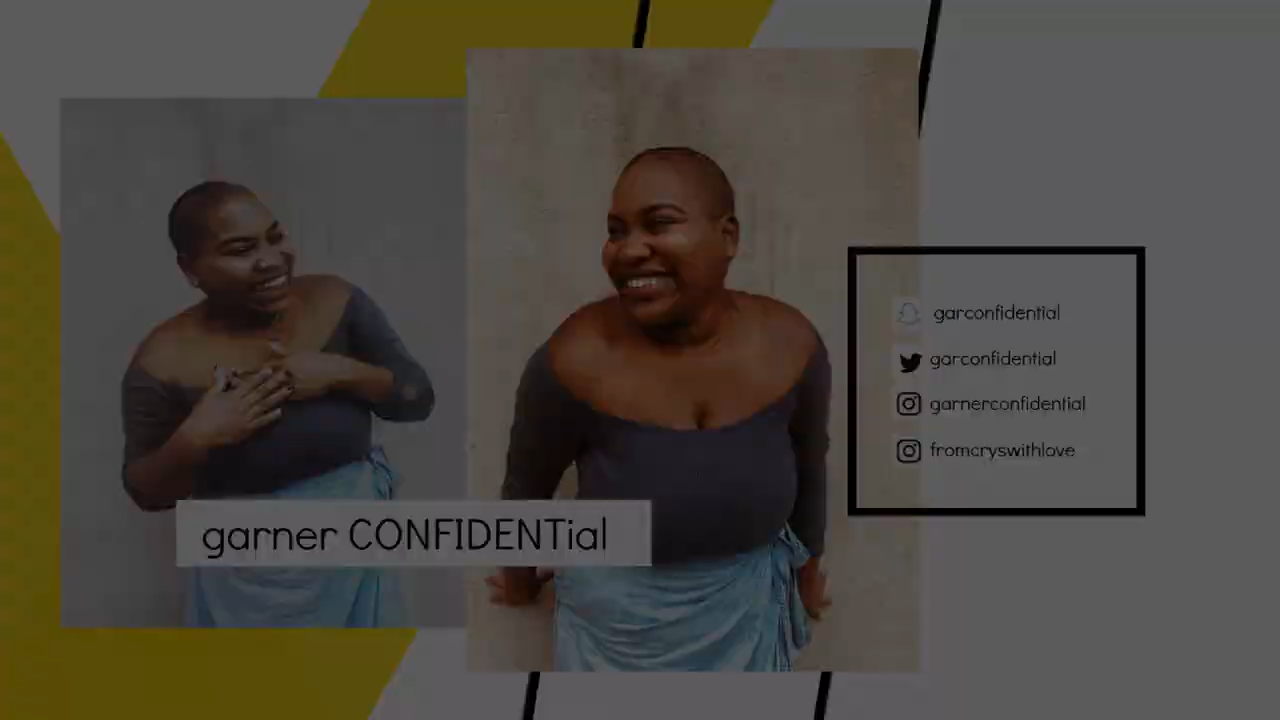 garner CONFIDENTial
garconfidential
garconfidential
garnerconfidential
fromcryswithlove